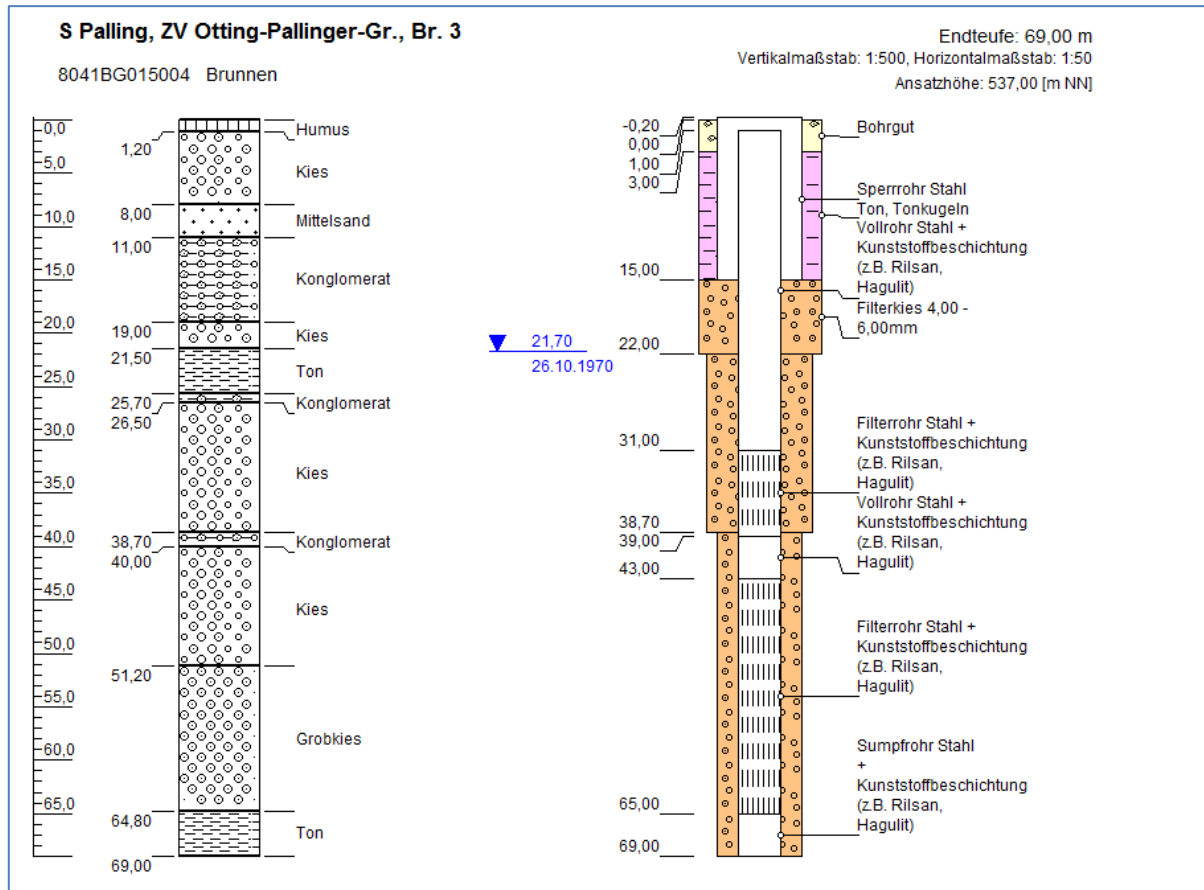 S Palling, ZV Otting-Pallinger-Gr., Br. 3
8041BG015004 Brunnen
Endteufe: 69,00 m
Vertikalmaßstab: 1:500, Horizontalmaßstab: 1:50
Ansatzhöhe: 537,00 [m NN]
0,0
5,0
10,0
15,0
20,0
25,0
30,0
35,0
40,0
45,0
50,0
55,0
60,0
65,0
1,20
8,00
11,00
19,00
21,50
25,70
26,50
38,70
40,00
51,20
64,80
69,00
Humus
Kies
Mittelsand
Konglomerat
Kies
Ton
Konglomerat
Kies
Konglomerat
Kies
Grobkies
Ton
21,70
26.10.1970
-0,20
0,00
1,00
3,00
15,00
22,00
31,00
38,70
39,00
43,00
65,00
69,00
Bohrgut
Sperrrohr Stahl
Ton, Tonkugeln
Vollrohr Stahl +
Kunststoffbeschichtung
(z.B. Rilsan,
Hagulit)
Filterkies 4,00 -
6,00mm
Filterrohr Stahl +
Kunststoffbeschichtung
(z.B. Rilsan,
Hagulit)
Vollrohr Stahl +
Kunststoffbeschichtung
(z.B. Rilsan,
Hagulit)
Filterrohr Stahl +
Kunststoffbeschichtung
(z.B. Rilsan,
Hagulit)
Sumpfrohr Stahl
+
Kunststoffbeschichtung
(z.B. Rilsan,
Hagulit)